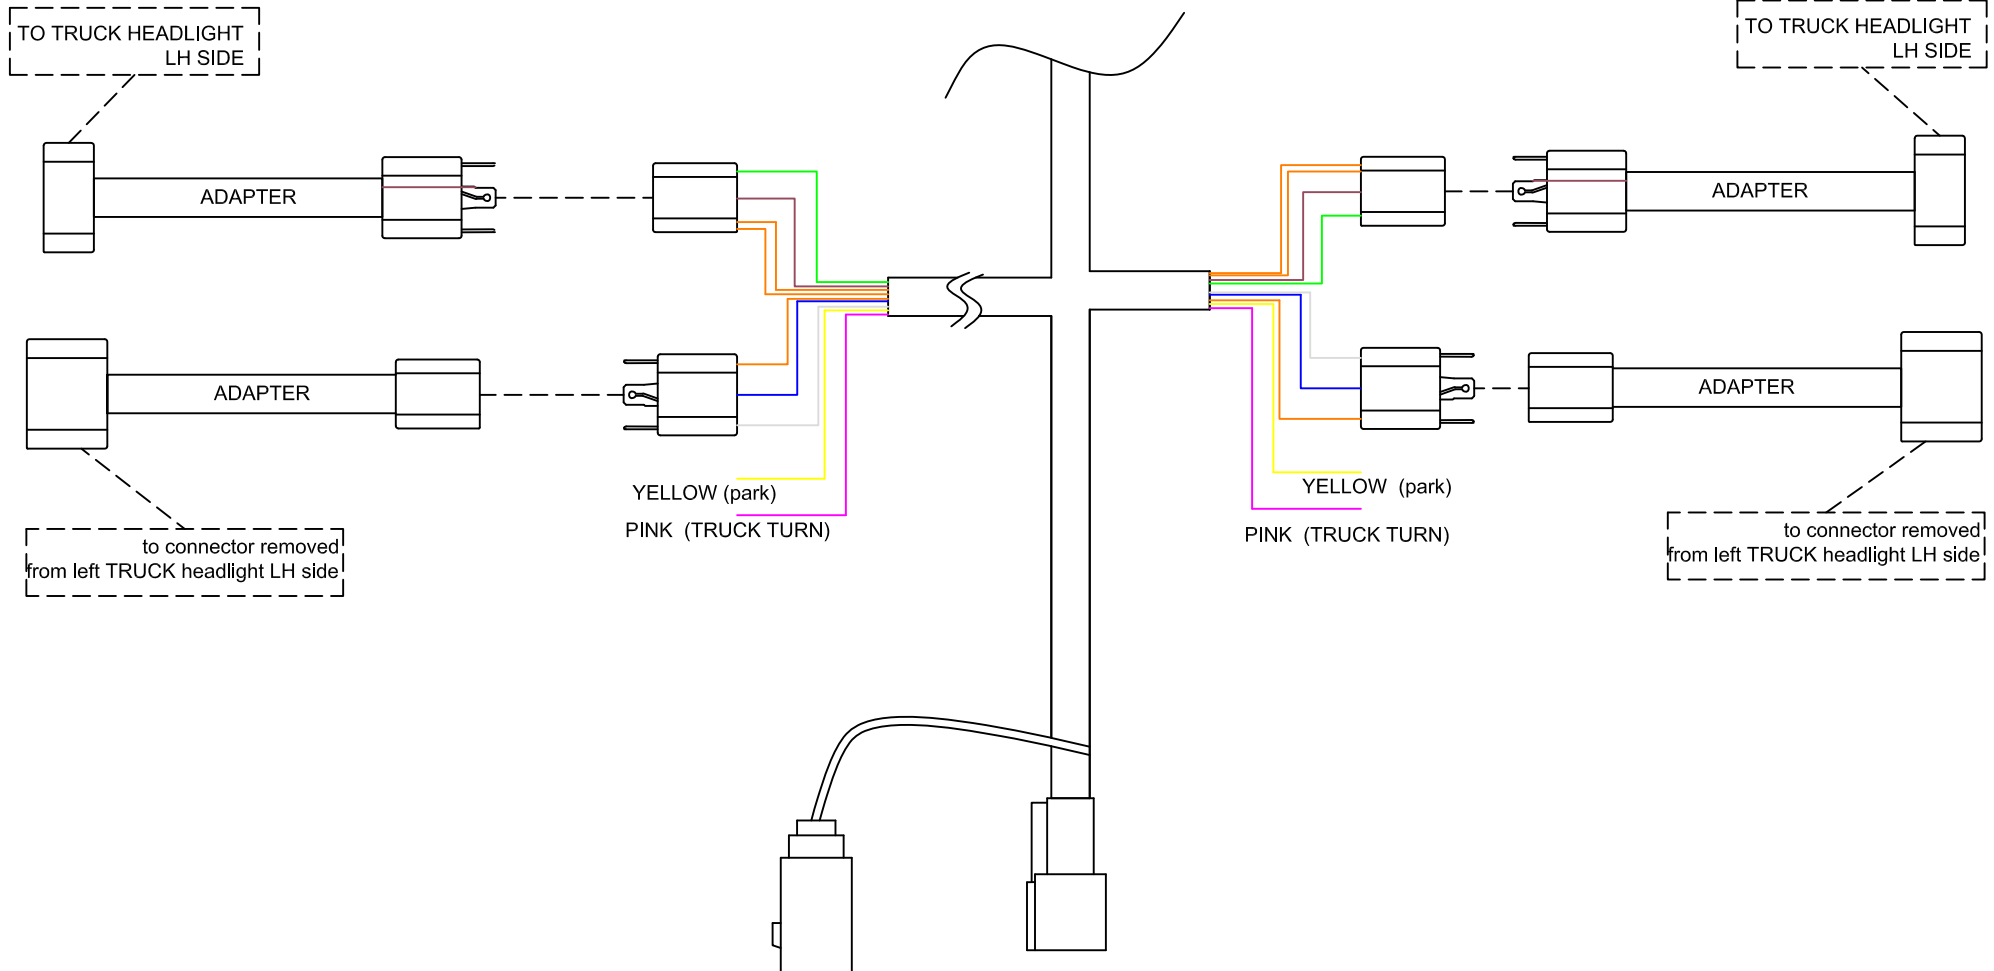 TO TRUCK HEADLIGHT
LH SIDE
TO TRUCK HEADLIGHT
LH SIDE
ADAPTER
ADAPTER
ADAPTER
ADAPTER
YELLOW (park)
PINK (TRUCK TURN)
YELLOW (park)
PINK (TRUCK TURN)
to connector removed
from left TRUCK headlight LH side
to connector removed
from left TRUCK headlight LH side